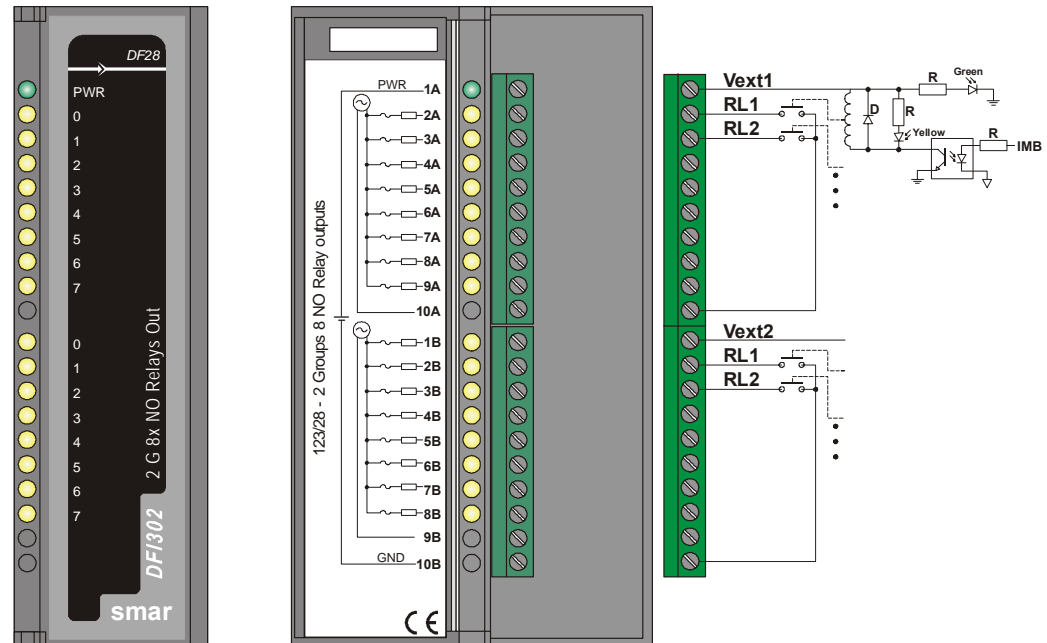 DF28
PWR
0
1
2
3
4
5
6
7
0
1
2
3
4
5
6
7
2 G 8x NO Relays Out
DFI302
smar
123/28 - 2 Groups 8 NO Relay outputs
PWR 1A
2A
3A
4A
5A
6A
7A
8A
9A
10A
1B
2B
3B
4B
5B
6B
7B
8B
9B
GND 10B
CE
Vext1
RL1
RL2
D
R
Yellow
R
Green
R
IMB
Vext2
RL1
RL2